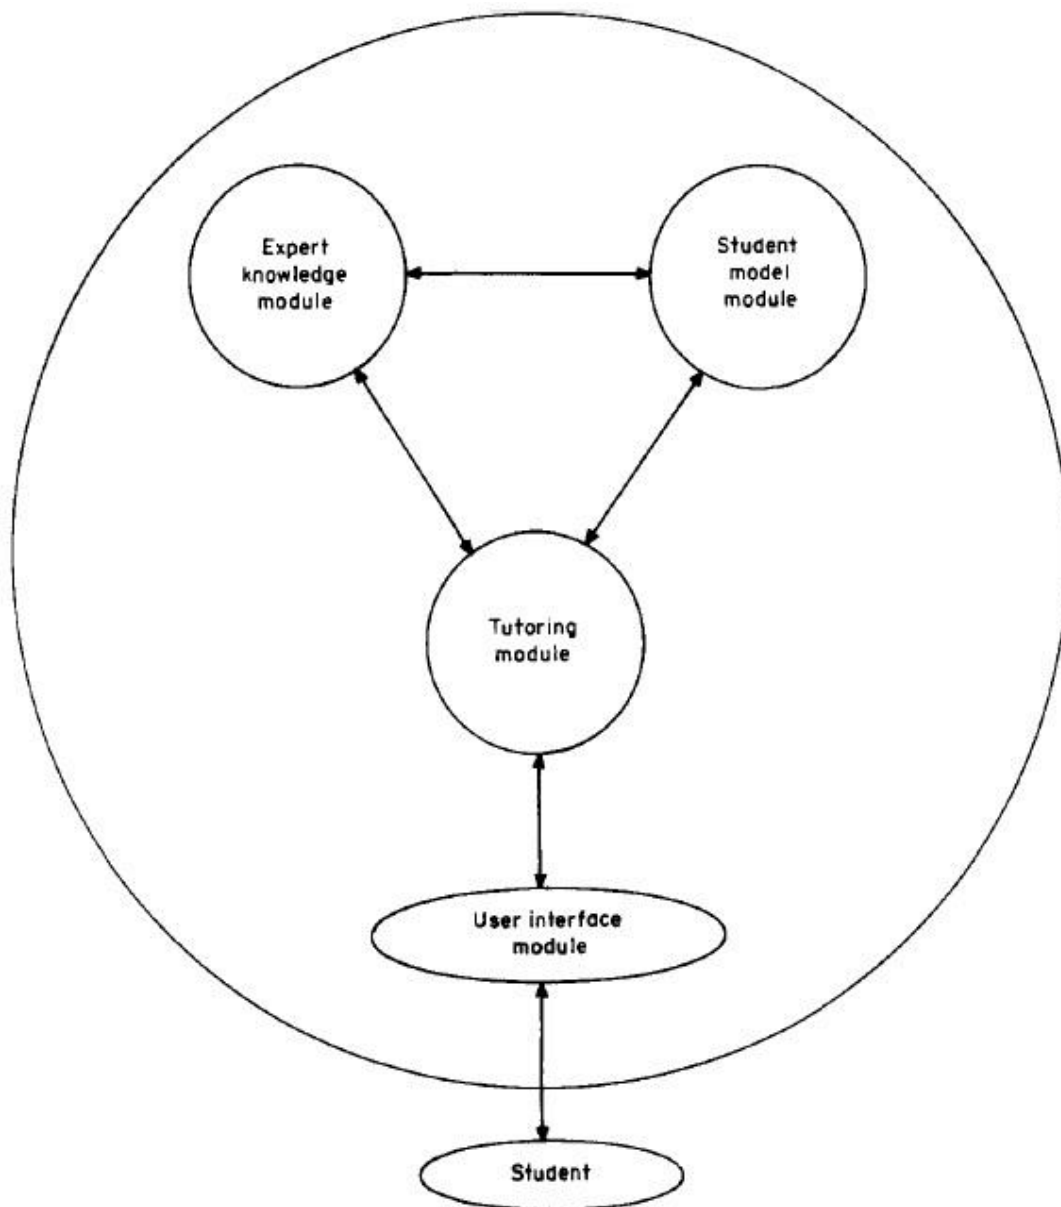 Expert
knowledge
module
Student
model
module
Tutoring
module
User interface
module
Student